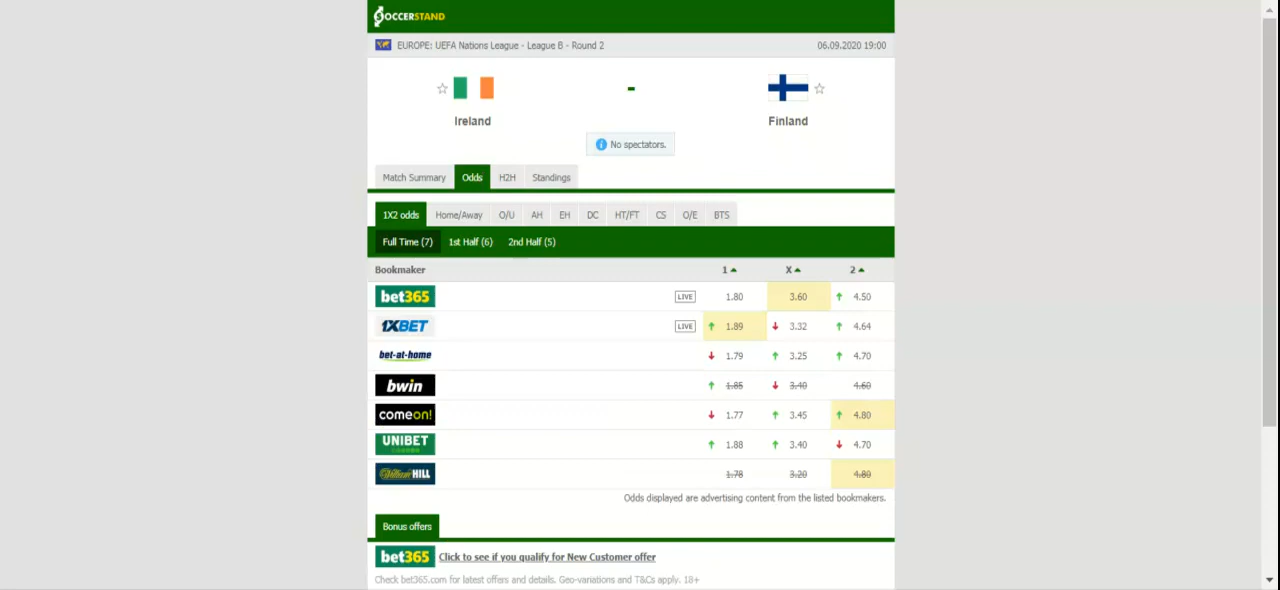 SOCCERSTAND
EUROPE: UEFA Nations League - League B - Round 2 06.09.2020 19:00
-
Ireland Finland
No spectators.
Match Summary Odds H2H Standings
1X2 odds Home/Away O/U AH EH DC HT/FT CS O/E BTS
Full Time (7) 1st Half (6) 2nd Half (5)
Bookmaker 1 X 2
bet365 LIVE 1.80 3.60 4.50
1XBET LIVE 1.89 3.32 4.64
bet-at-home 1.79 3.25 4.70
bwin 1.85 3.40 4.60
comeon! 1.77 3.45 4.80
UNIBET 1.88 3.40 4.70
William HILL 1.78 3.20 4.80
Odds displayed are advertising content from the listed bookmakers.
Bonus offers
bet365 Click to see if you qualify for New Customer offer
Check bet365.com for latest offers and details. Geo-variations and T&Cs apply. 18+